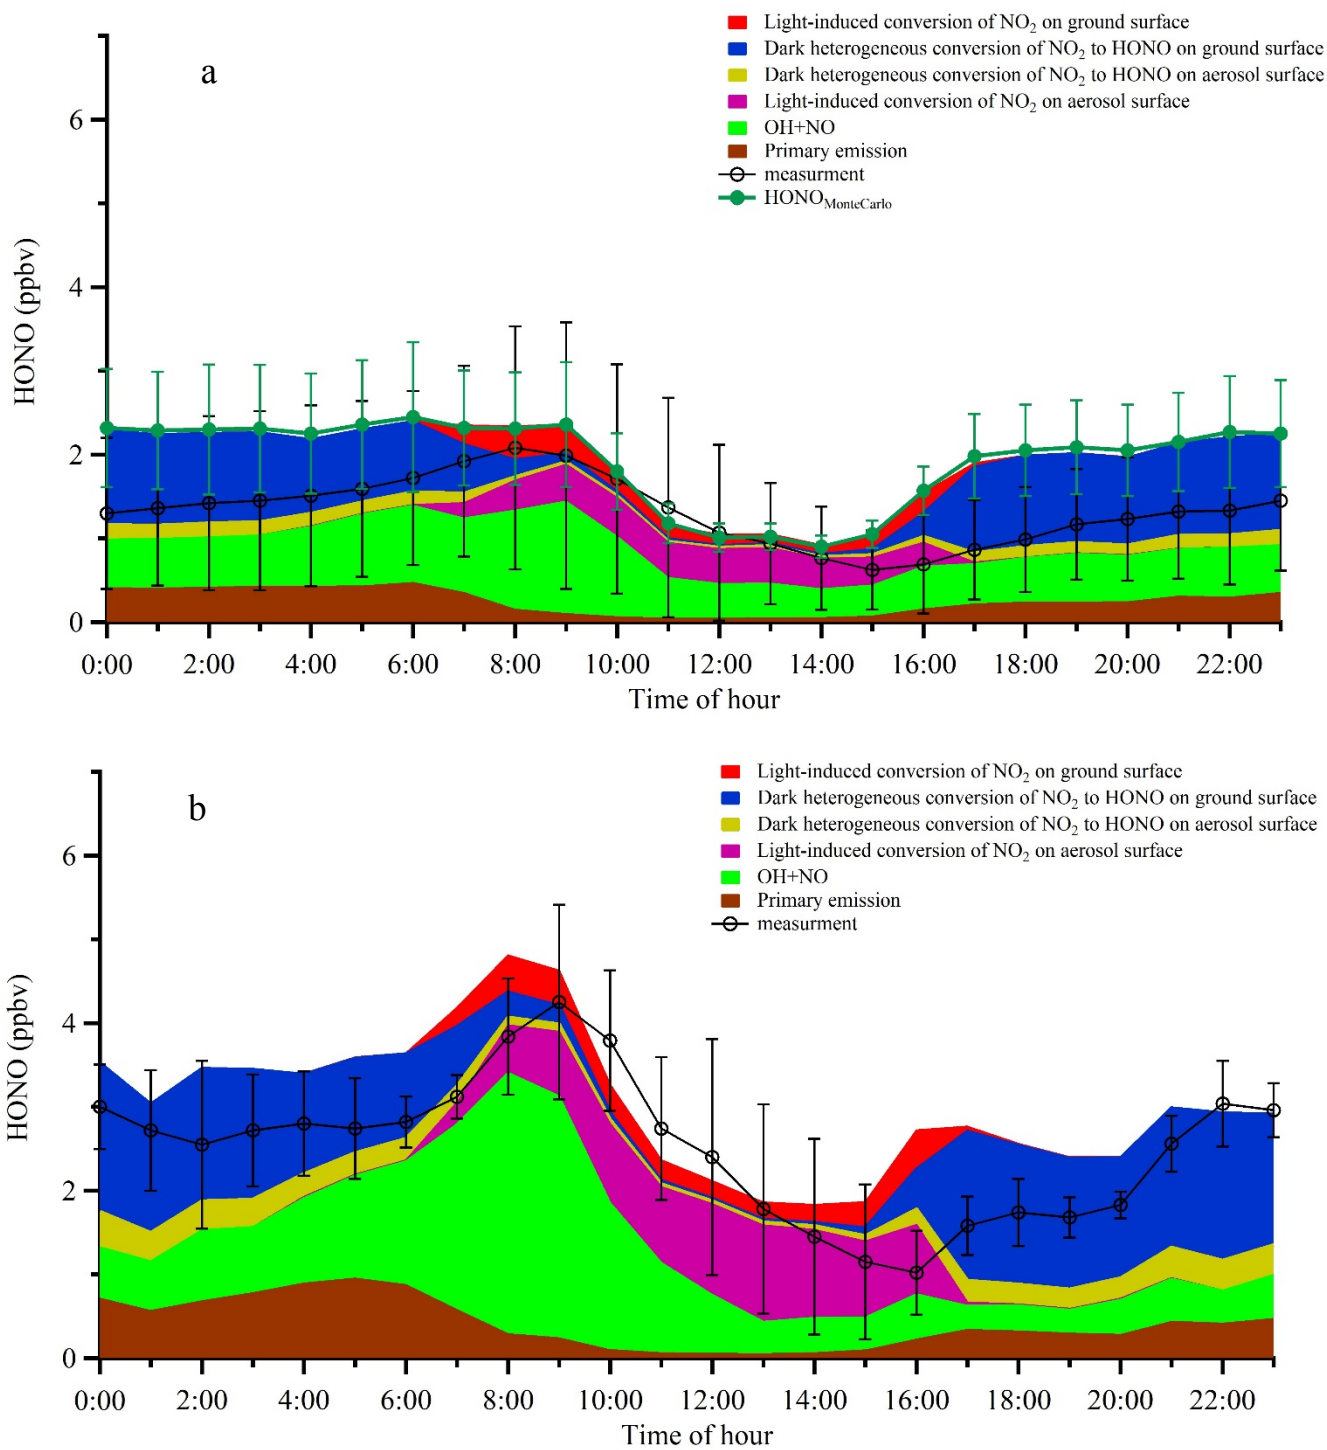 a
Light-induced conversion of NO₂ on ground surface
Dark heterogeneous conversion of NO₂ to HONO on ground surface
Dark heterogeneous conversion of NO₂ to HONO on aerosol surface
Light-induced conversion of NO₂ on aerosol surface
OH+NO
Primary emission
measurment
HONO_MonteCarlo
HONO (ppbv)
6
4
2
0
0:00 2:00 4:00 6:00 8:00 10:00 12:00 14:00 16:00 18:00 20:00 22:00
Time of hour
b
Light-induced conversion of NO₂ on ground surface
Dark heterogeneous conversion of NO₂ to HONO on ground surface
Dark heterogeneous conversion of NO₂ to HONO on aerosol surface
Light-induced conversion of NO₂ on aerosol surface
OH+NO
Primary emission
measurment
HONO (ppbv)
6
4
2
0
0:00 2:00 4:00 6:00 8:00 10:00 12:00 14:00 16:00 18:00 20:00 22:00
Time of hour